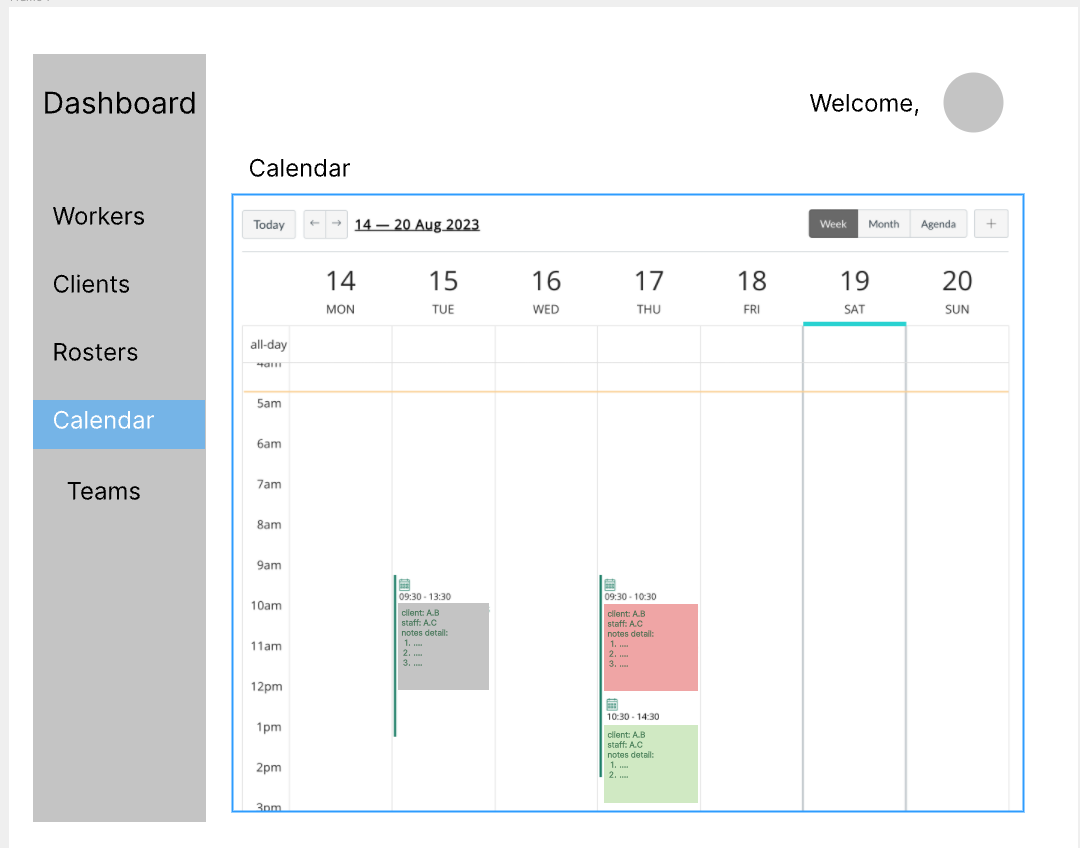 Dashboard
Welcome,
Calendar
Workers
Clients
Rosters
Calendar
Teams
Today ← → 14 — 20 Aug 2023 Week Month Agenda +
14 15 16 17 18 19 20
MON TUE WED THU FRI SAT SUN
all-day
4am
5am
6am
7am
8am
9am
10am
11am
12pm
1pm
2pm
3pm
09:30 - 13:30
client: A.B
staff: A.C
notes detail:
1. ....
2. ....
3. ....
09:30 - 10:30
client: A.B
staff: A.C
notes detail:
1. ....
2. ....
3. ....
10:30 - 14:30
client: A.B
staff: A.C
notes detail:
1. ....
2. ....